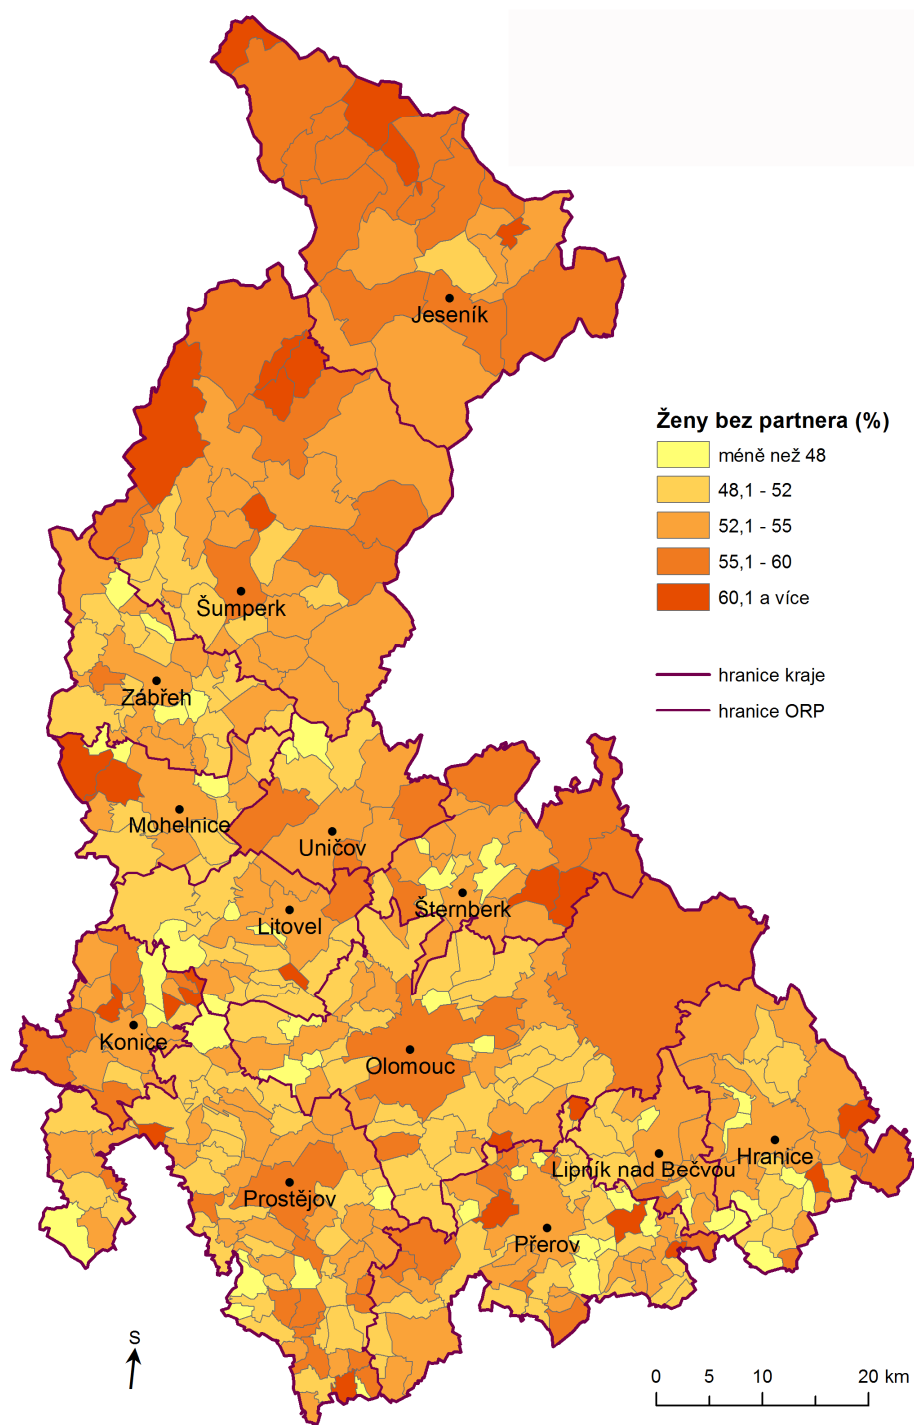 Jeseník
Ženy bez partnera (%)
méně než 48
48,1 - 52
52,1 - 55
55,1 - 60
60,1 a více
Šumperk
hranice kraje
Zábřeh
hranice ORP
Mohelnice
Uničov
Šternberk
Litovel
Konice
Olomouc
Hranice
Lipník nad Bečvou
Prostějov
Přerov
S
0 5 10 20 km